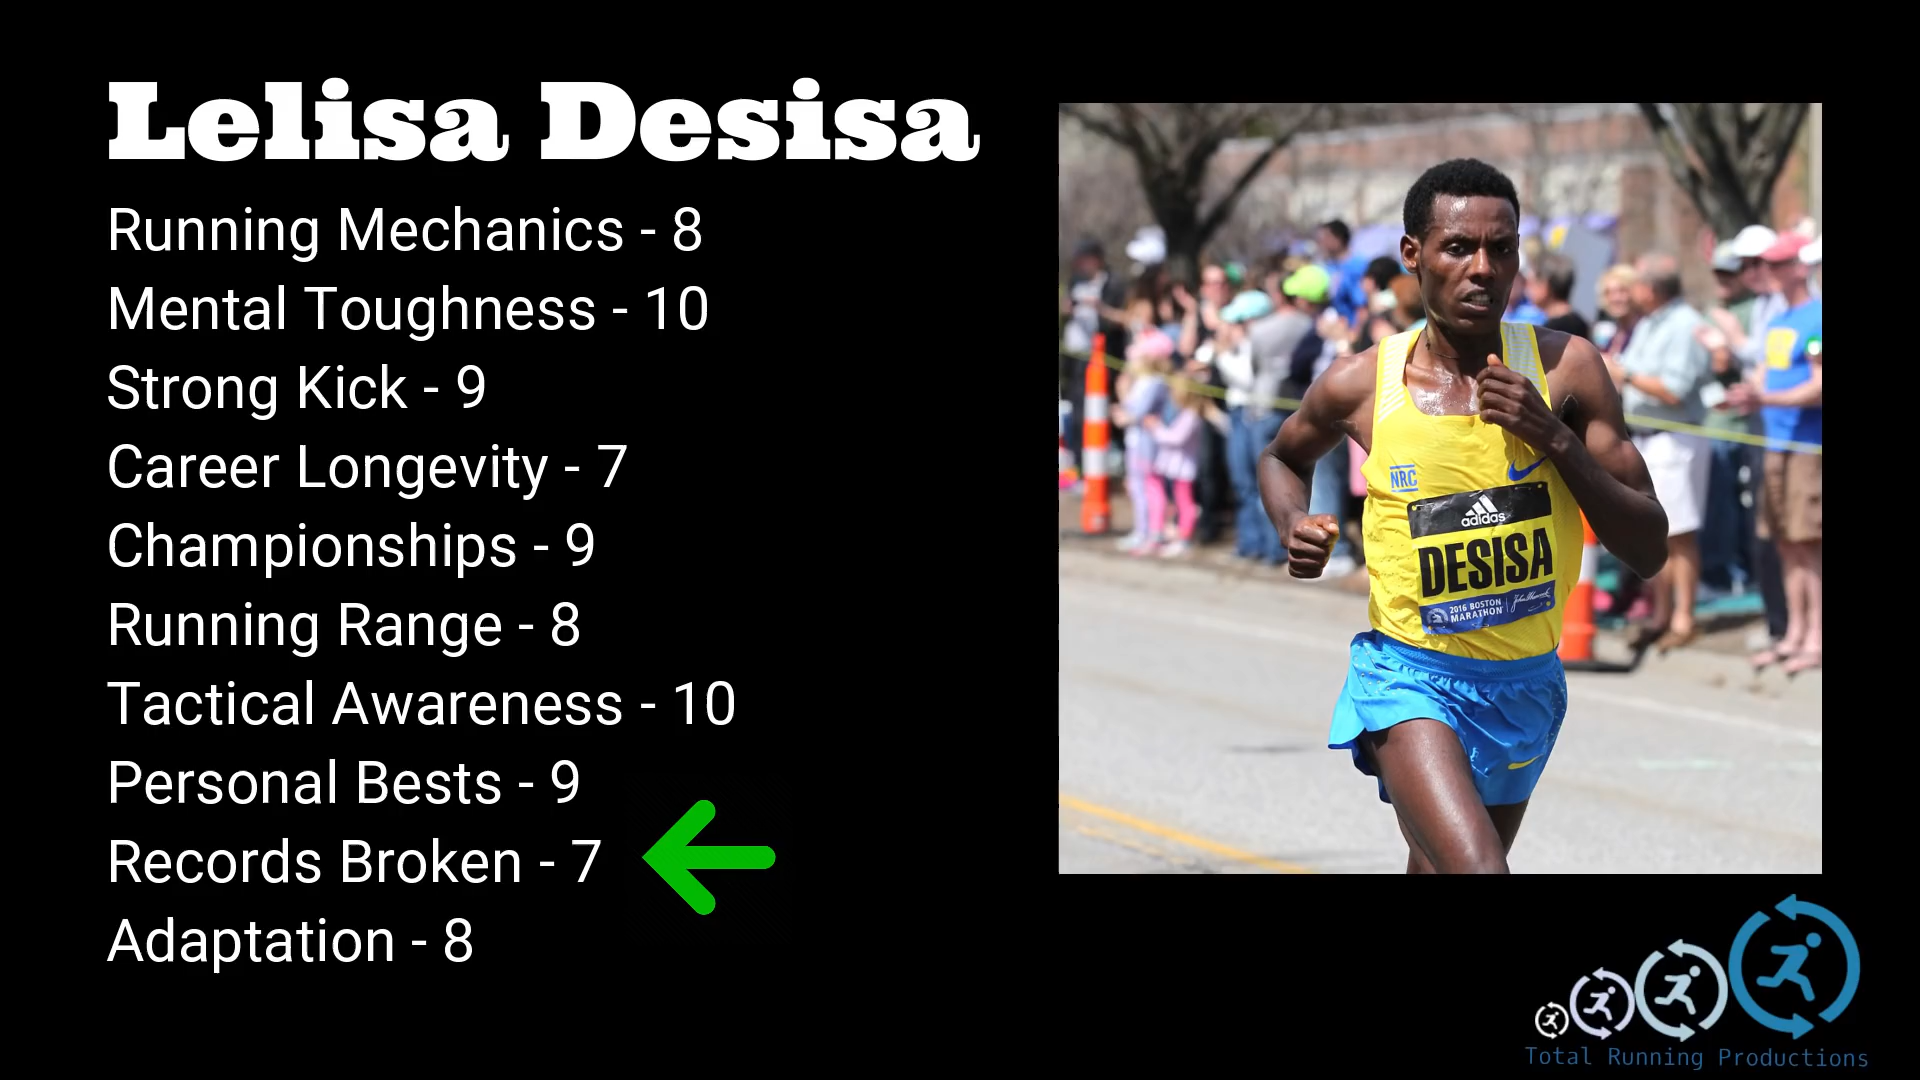 Lelisa Desisa
Running Mechanics - 8
Mental Toughness - 10
Strong Kick - 9
Career Longevity - 7
Championships - 9
Running Range - 8
Tactical Awareness - 10
Personal Bests - 9
Records Broken - 7
Adaptation - 8
NRC
adidas
DESISA
2016 BOSTON
MARATHON
Total Running Productions